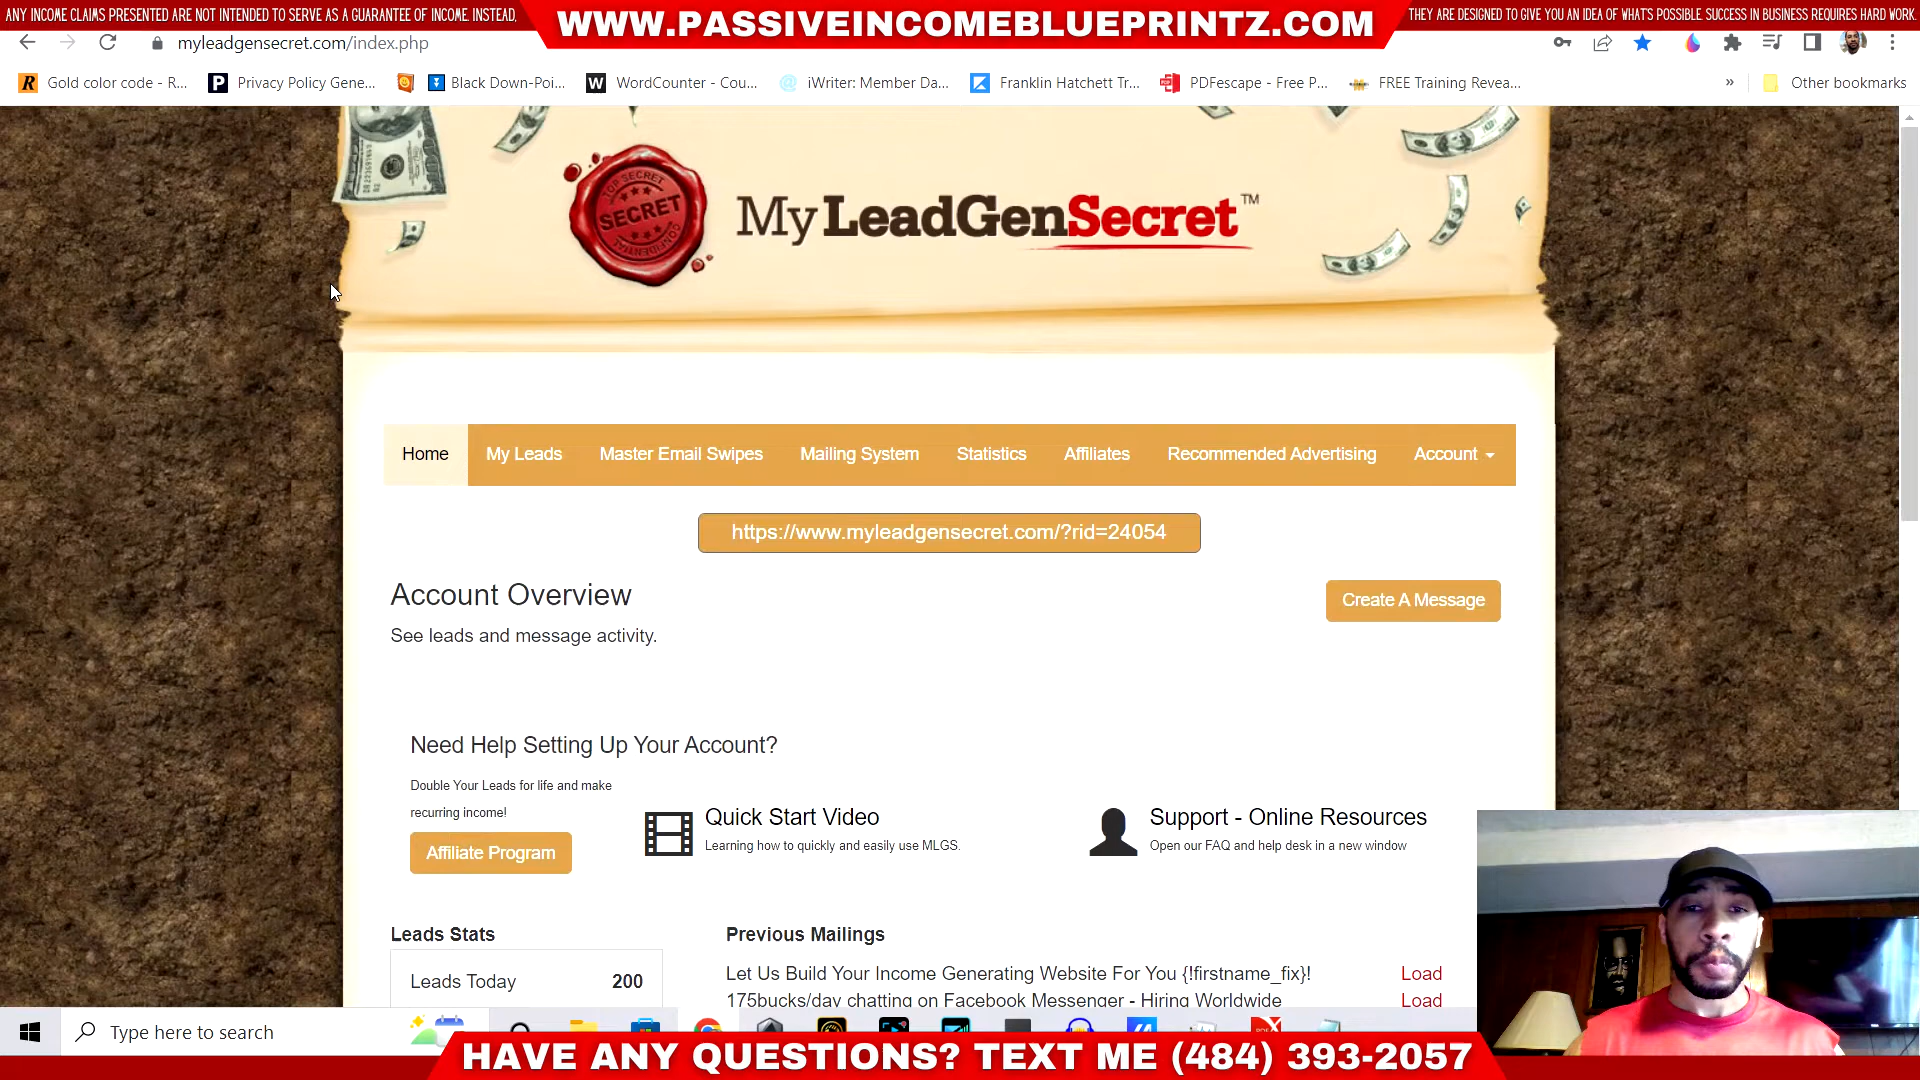 ANY INCOME CLAIMS PRESENTED ARE NOT INTENDED TO SERVE AS A GUARANTEE OF INCOME. INSTEAD,
WWW.PASSIVEINCOMEBLUEPRINTZ.COM
THEY ARE DESIGNED TO GIVE YOU AN IDEA OF WHAT'S POSSIBLE. SUCCESS IN BUSINESS REQUIRES HARD WORK.
myleadgensecret.com/index.php
Gold color code - R...
Privacy Policy Gene...
Black Down-Poi...
WordCounter - Cou...
iWriter: Member Da...
Franklin Hatchett Tr...
PDFescape - Free P...
FREE Training Revea...
»
Other bookmarks
TOP SECRET
SECRET
CONFIDENTIAL
MyLeadGenSecret™
Home
My Leads
Master Email Swipes
Mailing System
Statistics
Affiliates
Recommended Advertising
Account
https://www.myleadgensecret.com/?rid=24054
Account Overview
Create A Message
See leads and message activity.
Need Help Setting Up Your Account?
Double Your Leads for life and make
recurring income!
Affiliate Program
Quick Start Video
Learning how to quickly and easily use MLGS.
Support - Online Resources
Open our FAQ and help desk in a new window
Leads Stats
Leads Today 200
Previous Mailings
Let Us Build Your Income Generating Website For You {!firstname_fix}! Load
175bucks/day chatting on Facebook Messenger - Hiring Worldwide Load
Type here to search
HAVE ANY QUESTIONS? TEXT ME (484) 393-2057